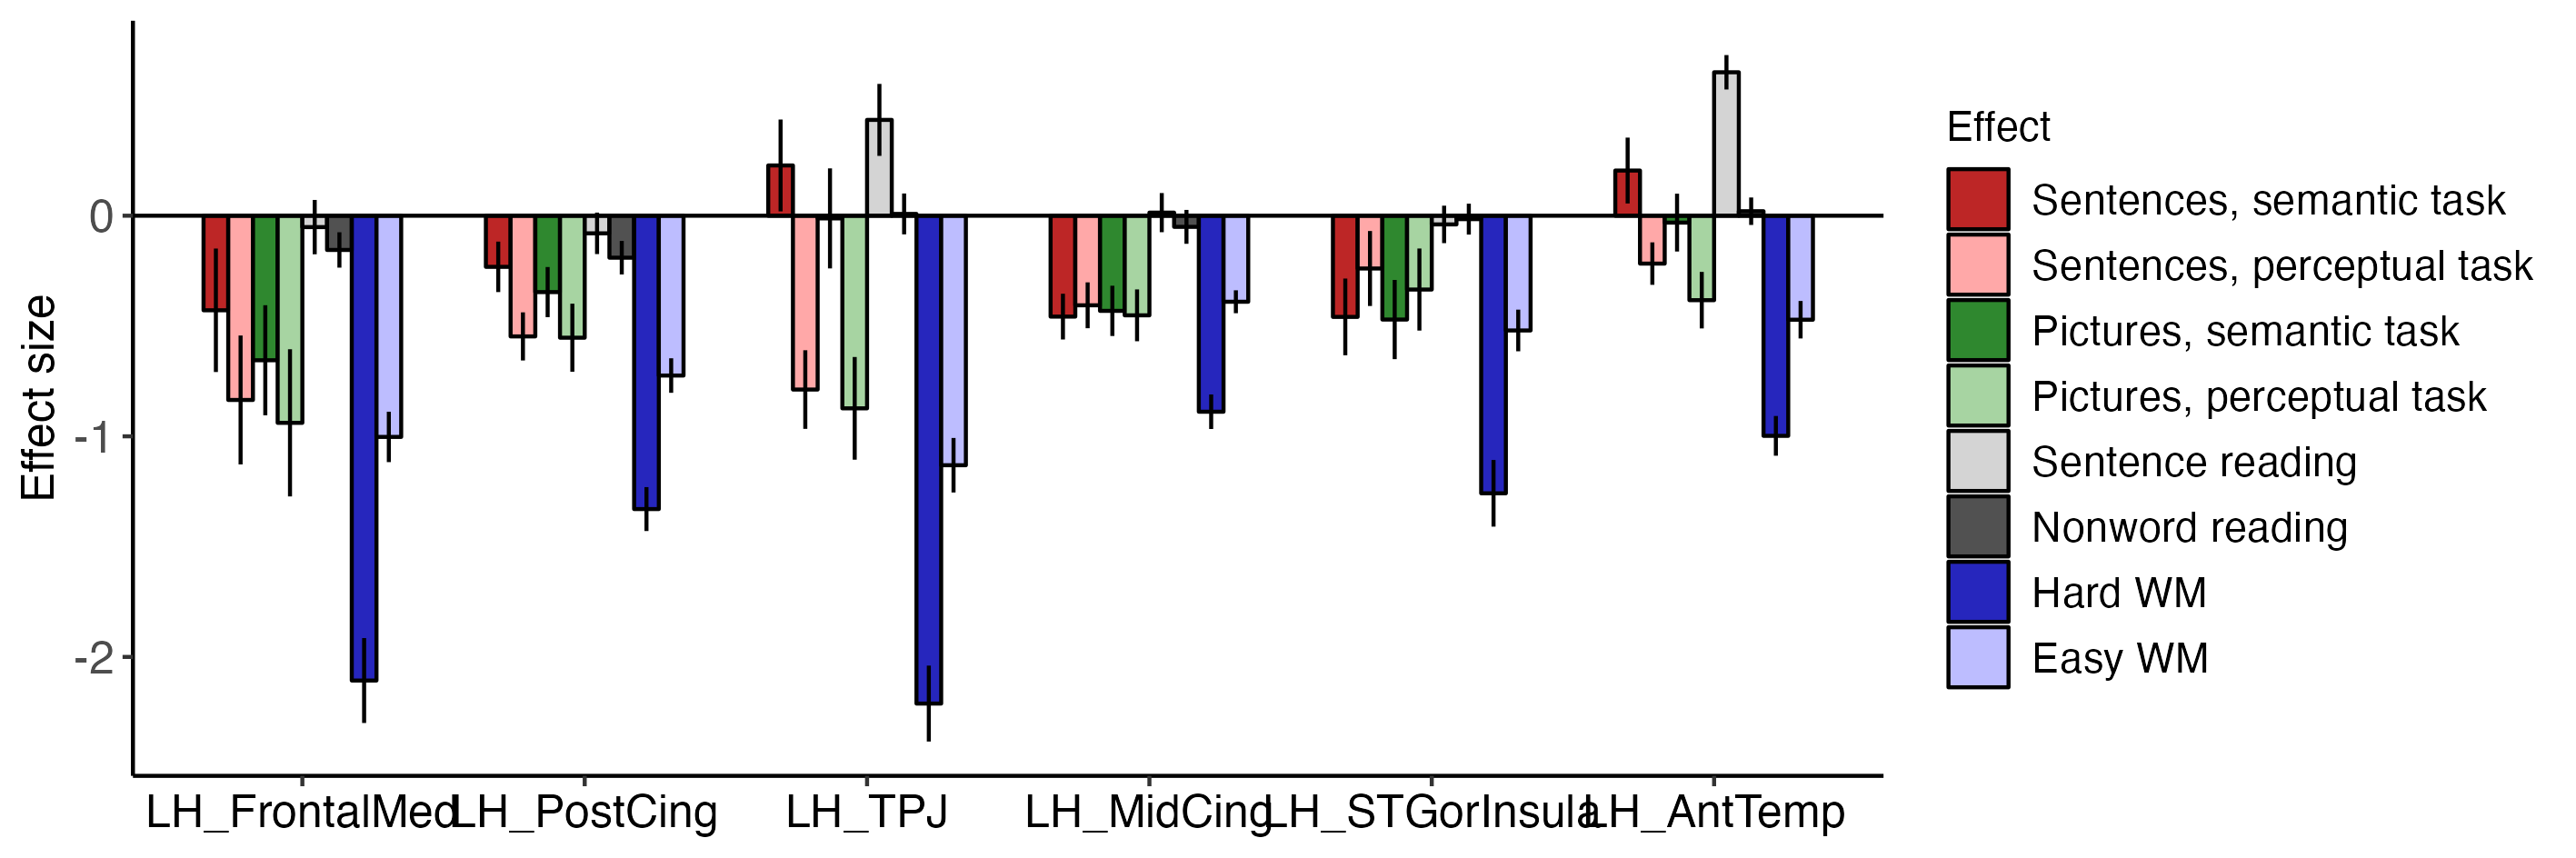 Effect size
0
-1
-2
LH_FrontalMed
LH_PostCing
LH_TPJ
LH_MidCing
LH_STGorInsula
LH_AntTemp
Effect
Sentences, semantic task
Sentences, perceptual task
Pictures, semantic task
Pictures, perceptual task
Sentence reading
Nonword reading
Hard WM
Easy WM